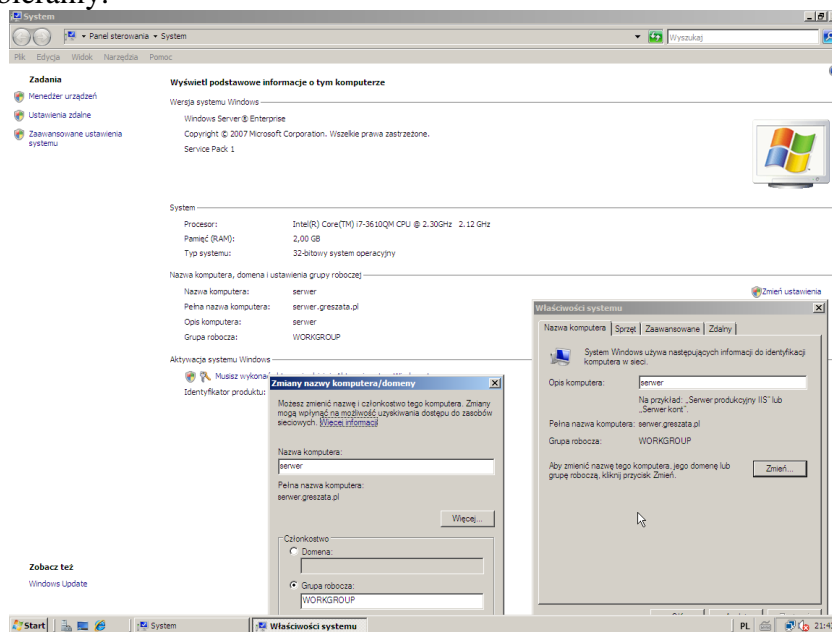 System
Panel sterowania ▸ System
Wyszukaj
Plik Edycja Widok Narzędzia Pomoc
Zadania
Menedżer urządzeń
Ustawienia zdalne
Zaawansowane ustawienia
systemu
Wyświetl podstawowe informacje o tym komputerze
Wersja systemu Windows
Windows Server® Enterprise
Copyright © 2007 Microsoft Corporation. Wszelkie prawa zastrzeżone.
Service Pack 1
System
Procesor: Intel(R) Core(TM) i7-3610QM CPU @ 2.30GHz 2.12 GHz
Pamięć (RAM): 2,00 GB
Typ systemu: 32-bitowy system operacyjny
Nazwa komputera, domena i ustawienia grupy roboczej
Nazwa komputera: serwer
Zmień ustawienia
Pełna nazwa komputera: serwer.greszata.pl
Opis komputera: serwer
Grupa robocza: WORKGROUP
Aktywacja systemu Windows
Musisz wykona
Identyfikator produktu:
Zmiany nazwy komputera/domeny
Możesz zmienić nazwę i członkostwo tego komputera. Zmiany
mogą wpłynąć na możliwość uzyskiwania dostępu do zasobów
sieciowych. Więcej informacji
Nazwa komputera:
serwer
Pełna nazwa komputera:
serwer.greszata.pl
Więcej...
Członkostwo
Domena:
Grupa robocza:
WORKGROUP
Właściwości systemu
Nazwa komputera Sprzęt Zaawansowane Zdalny
System Windows używa następujących informacji do identyfikacji
komputera w sieci.
Opis komputera: serwer
Na przykład: „Serwer produkcyjny IIS” lub
„Serwer kont”.
Pełna nazwa komputera: serwer.greszata.pl
Grupa robocza: WORKGROUP
Aby zmienić nazwę tego komputera, jego domenę lub
grupę roboczą, kliknij przycisk Zmień.
Zmień...
Zobacz też
Windows Update
Start System Właściwości systemu PL